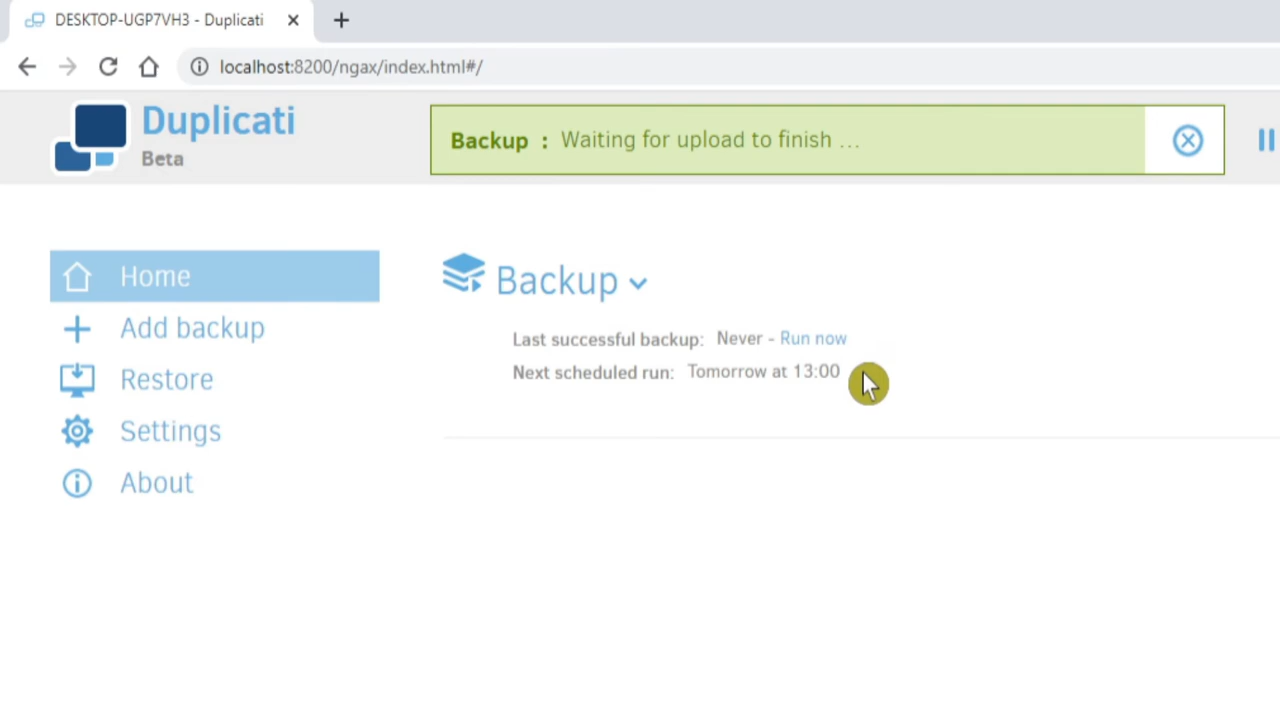 DESKTOP-UGP7VH3 - Duplicati
localhost:8200/ngax/index.html#/
Duplicati
Beta
Backup : Waiting for upload to finish ...
Home
Add backup
Restore
Settings
About
Backup
Last successful backup: Never - Run now
Next scheduled run: Tomorrow at 13:00